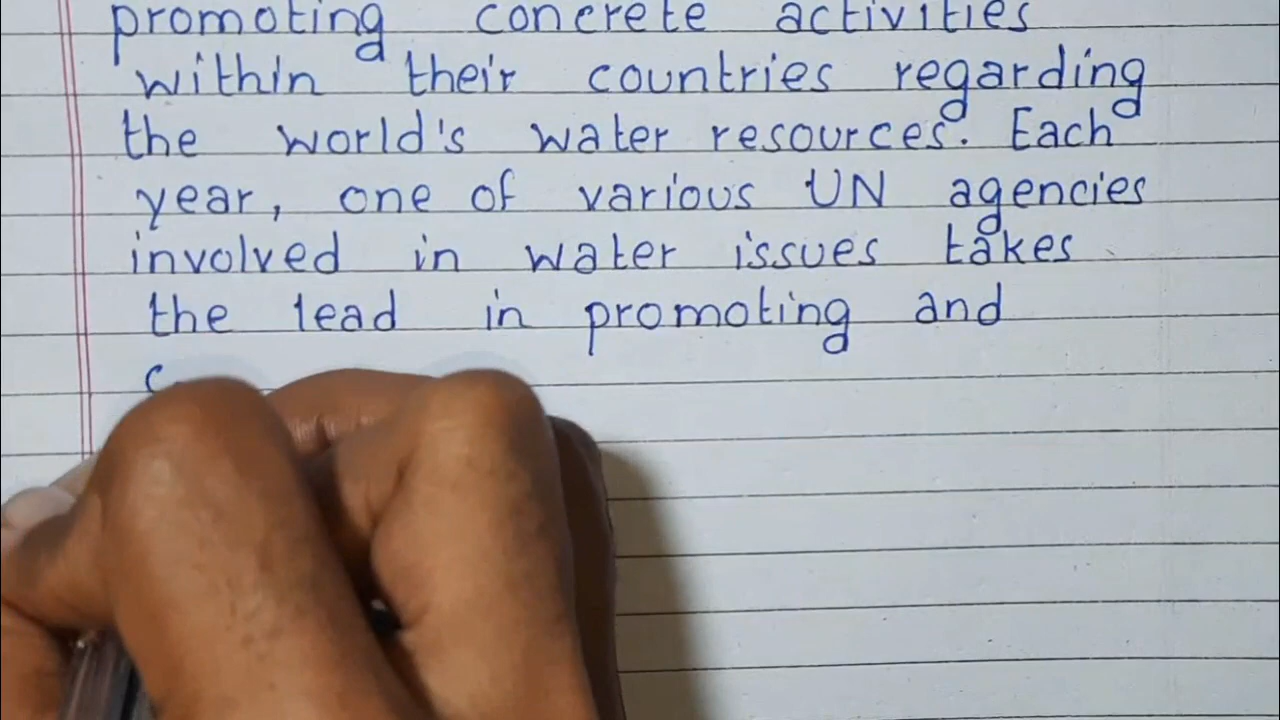 promoting concrete activities
within their countries regarding
the world's water resources. Each
year, one of various UN agencies
involved in water issues takes
the lead in promoting and